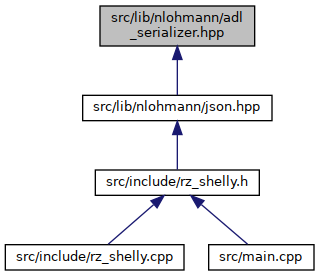 src/lib/nlohmann/adl
_serializer.hpp
src/lib/nlohmann/json.hpp
src/include/rz_shelly.h
src/include/rz_shelly.cpp
src/main.cpp